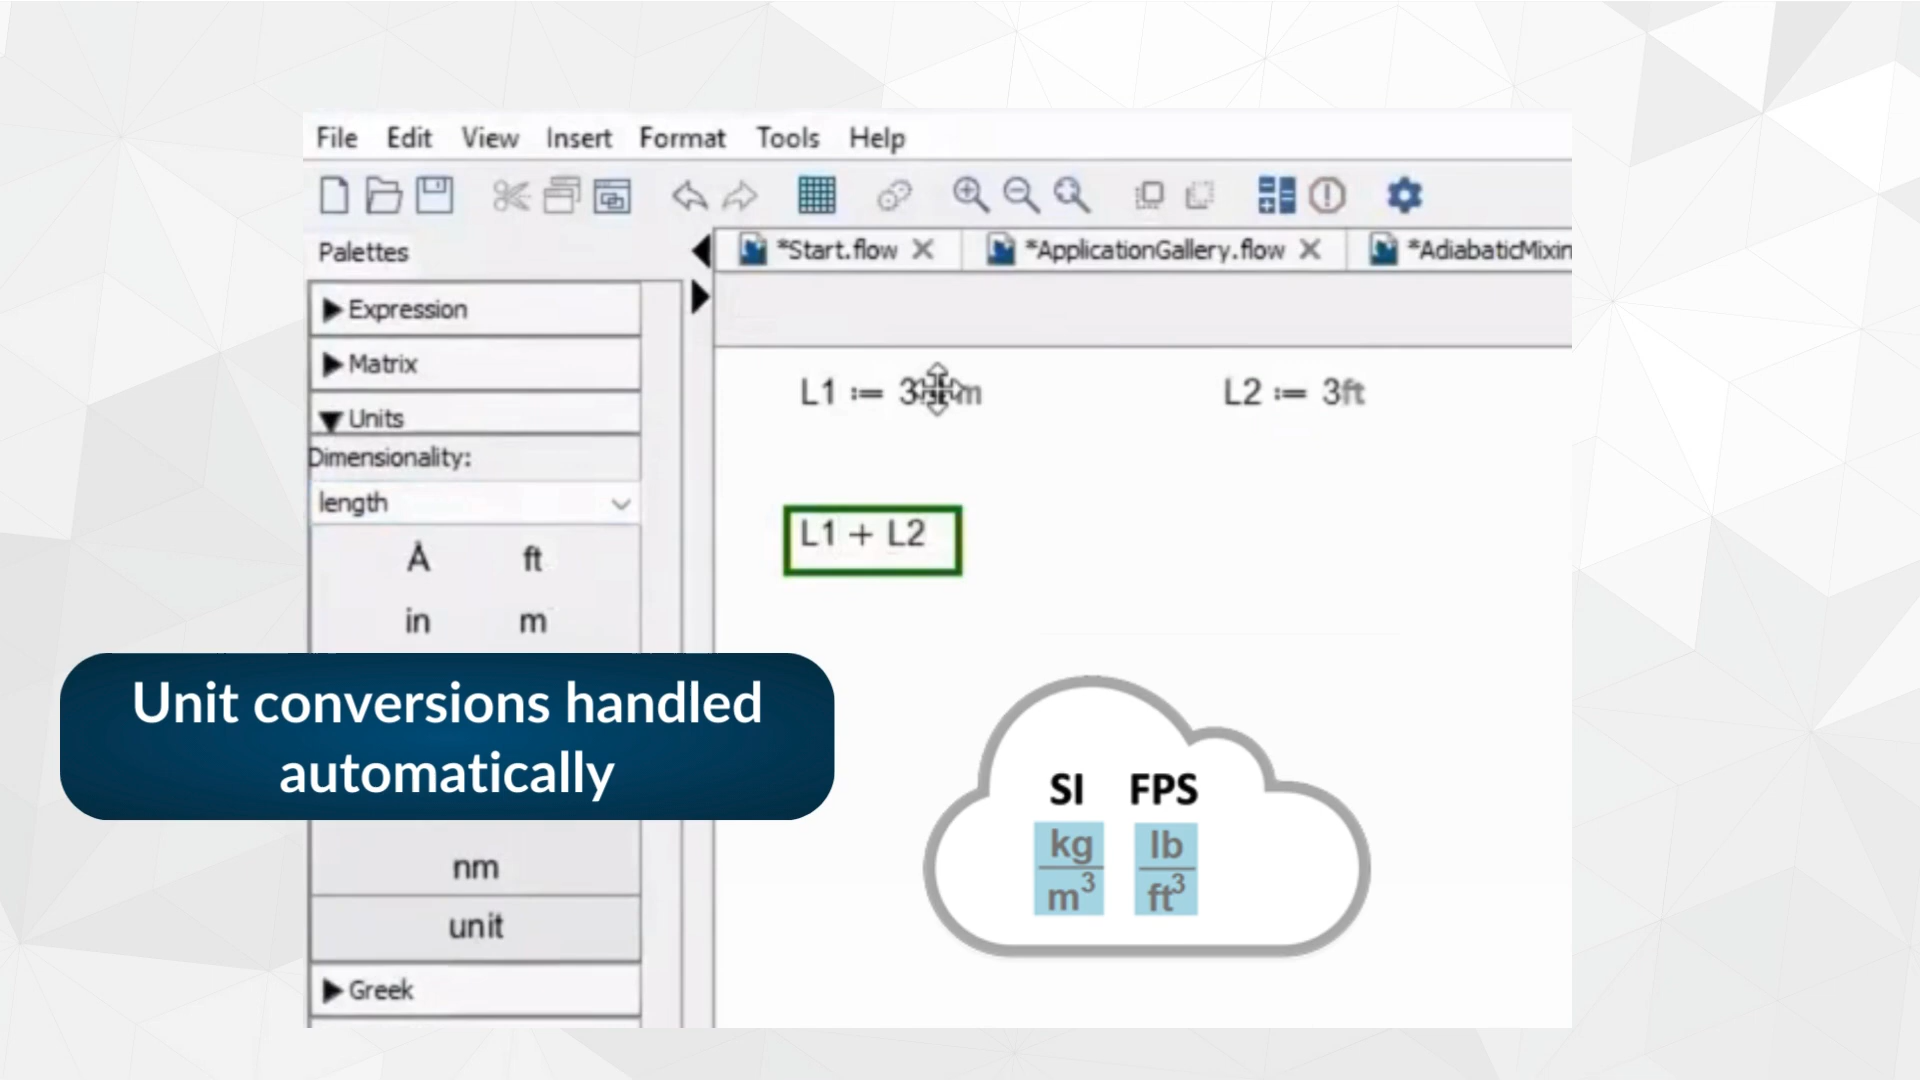 File Edit View Insert Format Tools Help
Palettes
*Start.flow *ApplicationGallery.flow *AdiabaticMixin
Expression
Matrix
Units
Dimensionality:
length
Å ft
in m
nm
unit
Greek
L1 := L2 := 3ft
L1 + L2
Unit conversions handled
automatically
SI FPS
kg lb
m³ ft³